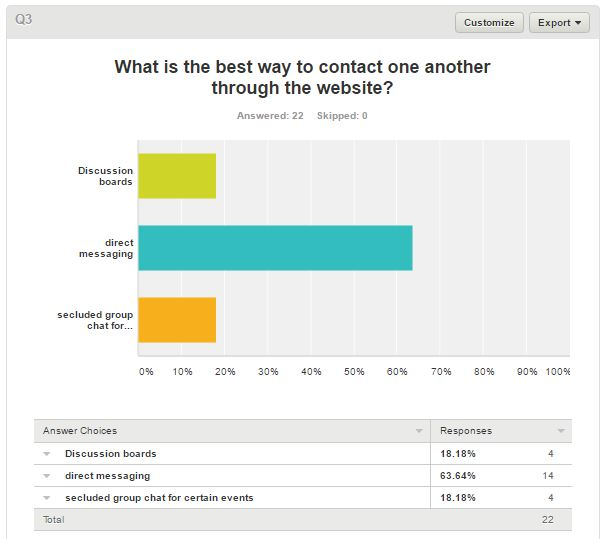 Q3
Customize
Export
What is the best way to contact one another
through the website?
Answered: 22 Skipped: 0
Discussion
boards
direct
messaging
secluded group
chat for...
0% 10% 20% 30% 40% 50% 60% 70% 80% 90% 100%
Answer Choices Responses
Discussion boards 18.18% 4
direct messaging 63.64% 14
secluded group chat for certain events 18.18% 4
Total 22